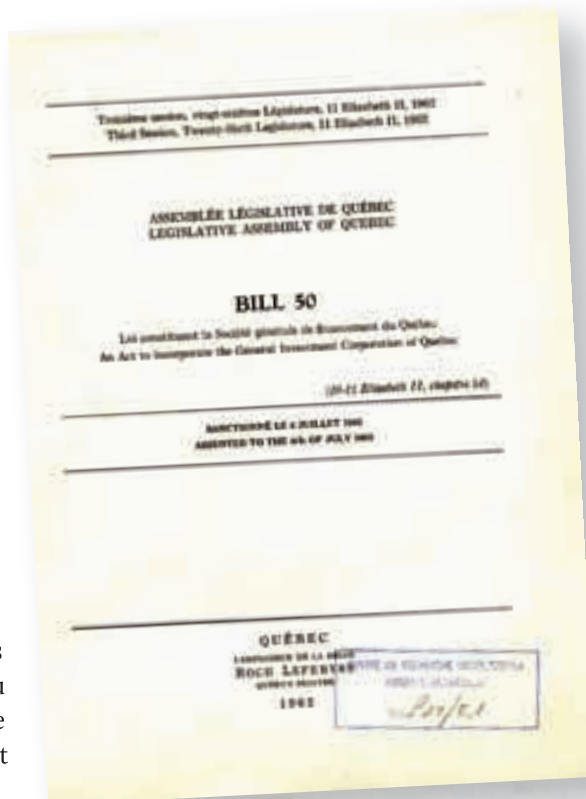 Troisième session, vingt-sixième Législature, 11 Elizabeth II, 1962
Third Session, Twenty-Sixth Legislature, 11 Elizabeth II, 1962
ASSEMBLÉE LÉGISLATIVE DE QUÉBEC
LEGISLATIVE ASSEMBLY OF QUEBEC
BILL 50
Loi constituant la Société générale de financement du Québec
An Act to incorporate the General Investment Corporation of Quebec
Elizabeth II, chapitre
SANCTIONNÉ LE 6 JUILLET 1962
ASSENTED TO THE 6th OF JULY 1962
QUÉBEC
ROCH LEFEBVRE
1962
s
u
e
t